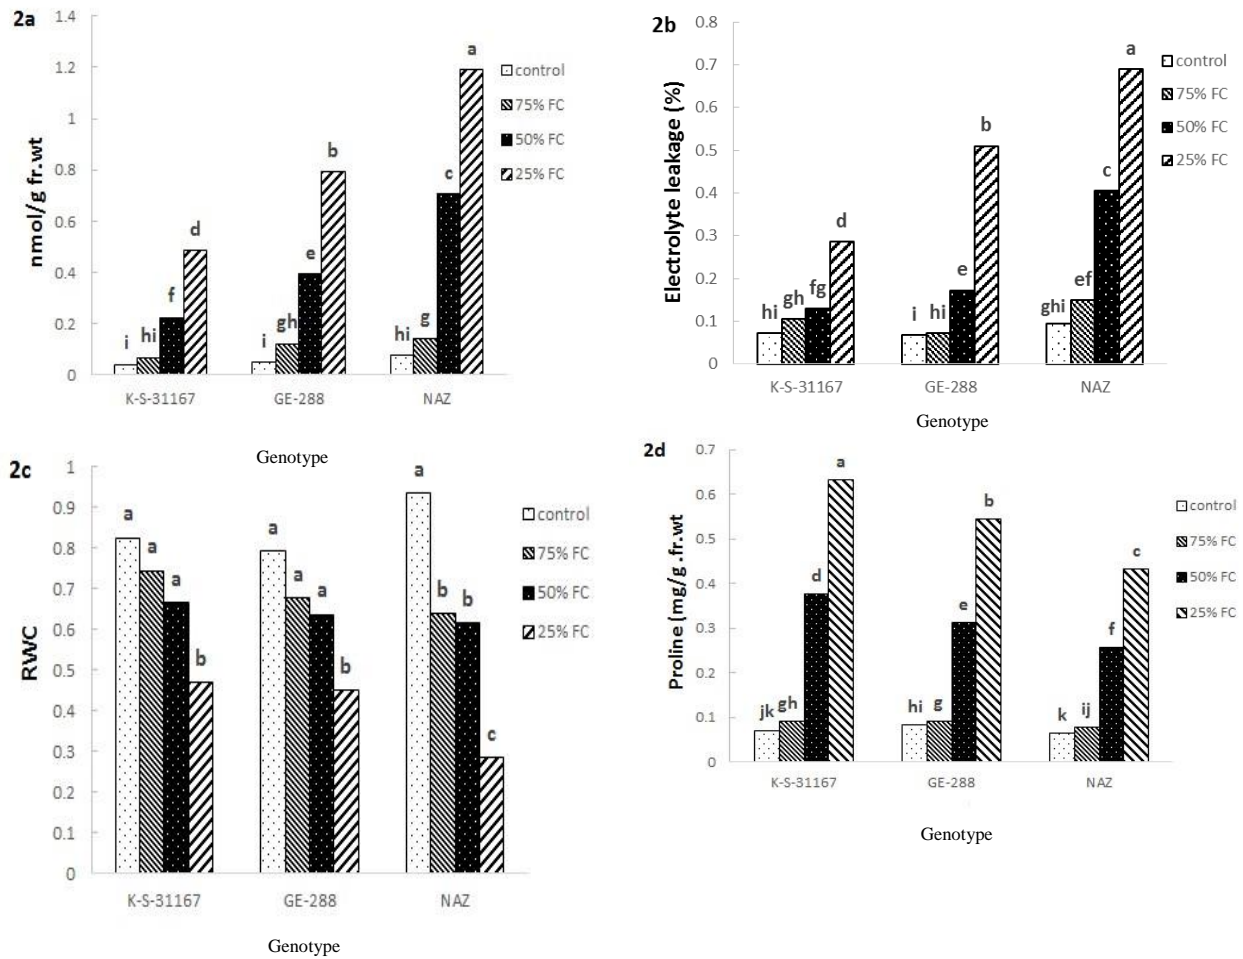 2a
nmol/g fr.wt
1.4
1.2
1
0.8
0.6
0.4
0.2
0
i hi f d
i gh e b
hi g c a
control
75% FC
50% FC
25% FC
K-S-31167 GE-288 NAZ
Genotype
2b
Electrolyte leakage (%)
0.8
0.7
0.6
0.5
0.4
0.3
0.2
0.1
0
hi gh fg d
i hi e b
ghi ef c a
control
75% FC
50% FC
25% FC
K-S-31167 GE-288 NAZ
Genotype
2c
RWC
1
0.9
0.8
0.7
0.6
0.5
0.4
0.3
0.2
0.1
0
a a a b
a a a b
a b b c
control
75% FC
50% FC
25% FC
K-S-31167 GE-288 NAZ
Genotype
2d
Proline (mg/g .fr.wt
0.7
0.6
0.5
0.4
0.3
0.2
0.1
0
jk gh d a
hi g e b
k ij f c
control
75% FC
50% FC
25% FC
K-S-31167 GE-288 NAZ
Genotype